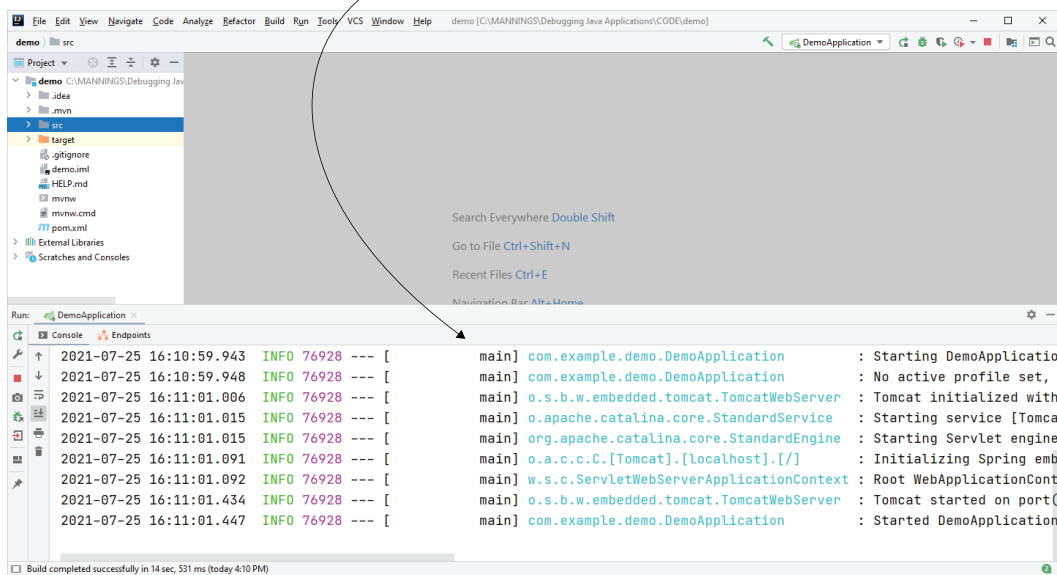 File Edit View Navigate Code Analyze Refactor Build Run Tools VCS Window Help demo [C:\MANNINGS\Debugging Java Applications\CODE\demo]
demo src DemoApplication
Project
demo C:\MANNINGS\Debugging Jav
.idea
.mvn
src
target
.gitignore
demo.iml
HELP.md
mvnw
mvnw.cmd
pom.xml
External Libraries
Scratches and Consoles
Search Everywhere Double Shift
Go to File Ctrl+Shift+N
Recent Files Ctrl+E
Navigation Bar Alt+Home
Run: DemoApplication
Console Endpoints
2021-07-25 16:10:59.943 INFO 76928 --- [ main] com.example.demo.DemoApplication : Starting DemoApplicatio
2021-07-25 16:10:59.948 INFO 76928 --- [ main] com.example.demo.DemoApplication : No active profile set,
2021-07-25 16:11:01.006 INFO 76928 --- [ main] o.s.b.w.embedded.tomcat.TomcatWebServer : Tomcat initialized with
2021-07-25 16:11:01.015 INFO 76928 --- [ main] o.apache.catalina.core.StandardService : Starting service [Tomca
2021-07-25 16:11:01.015 INFO 76928 --- [ main] org.apache.catalina.core.StandardEngine : Starting Servlet engine
2021-07-25 16:11:01.091 INFO 76928 --- [ main] o.a.c.c.C.[Tomcat].[localhost].[/] : Initializing Spring emb
2021-07-25 16:11:01.092 INFO 76928 --- [ main] w.s.c.ServletWebServerApplicationContext : Root WebApplicationCont
2021-07-25 16:11:01.434 INFO 76928 --- [ main] o.s.b.w.embedded.tomcat.TomcatWebServer : Tomcat started on port(
2021-07-25 16:11:01.447 INFO 76928 --- [ main] com.example.demo.DemoApplication : Started DemoApplication
Build completed successfully in 14 sec, 531 ms (today 4:10 PM) 2